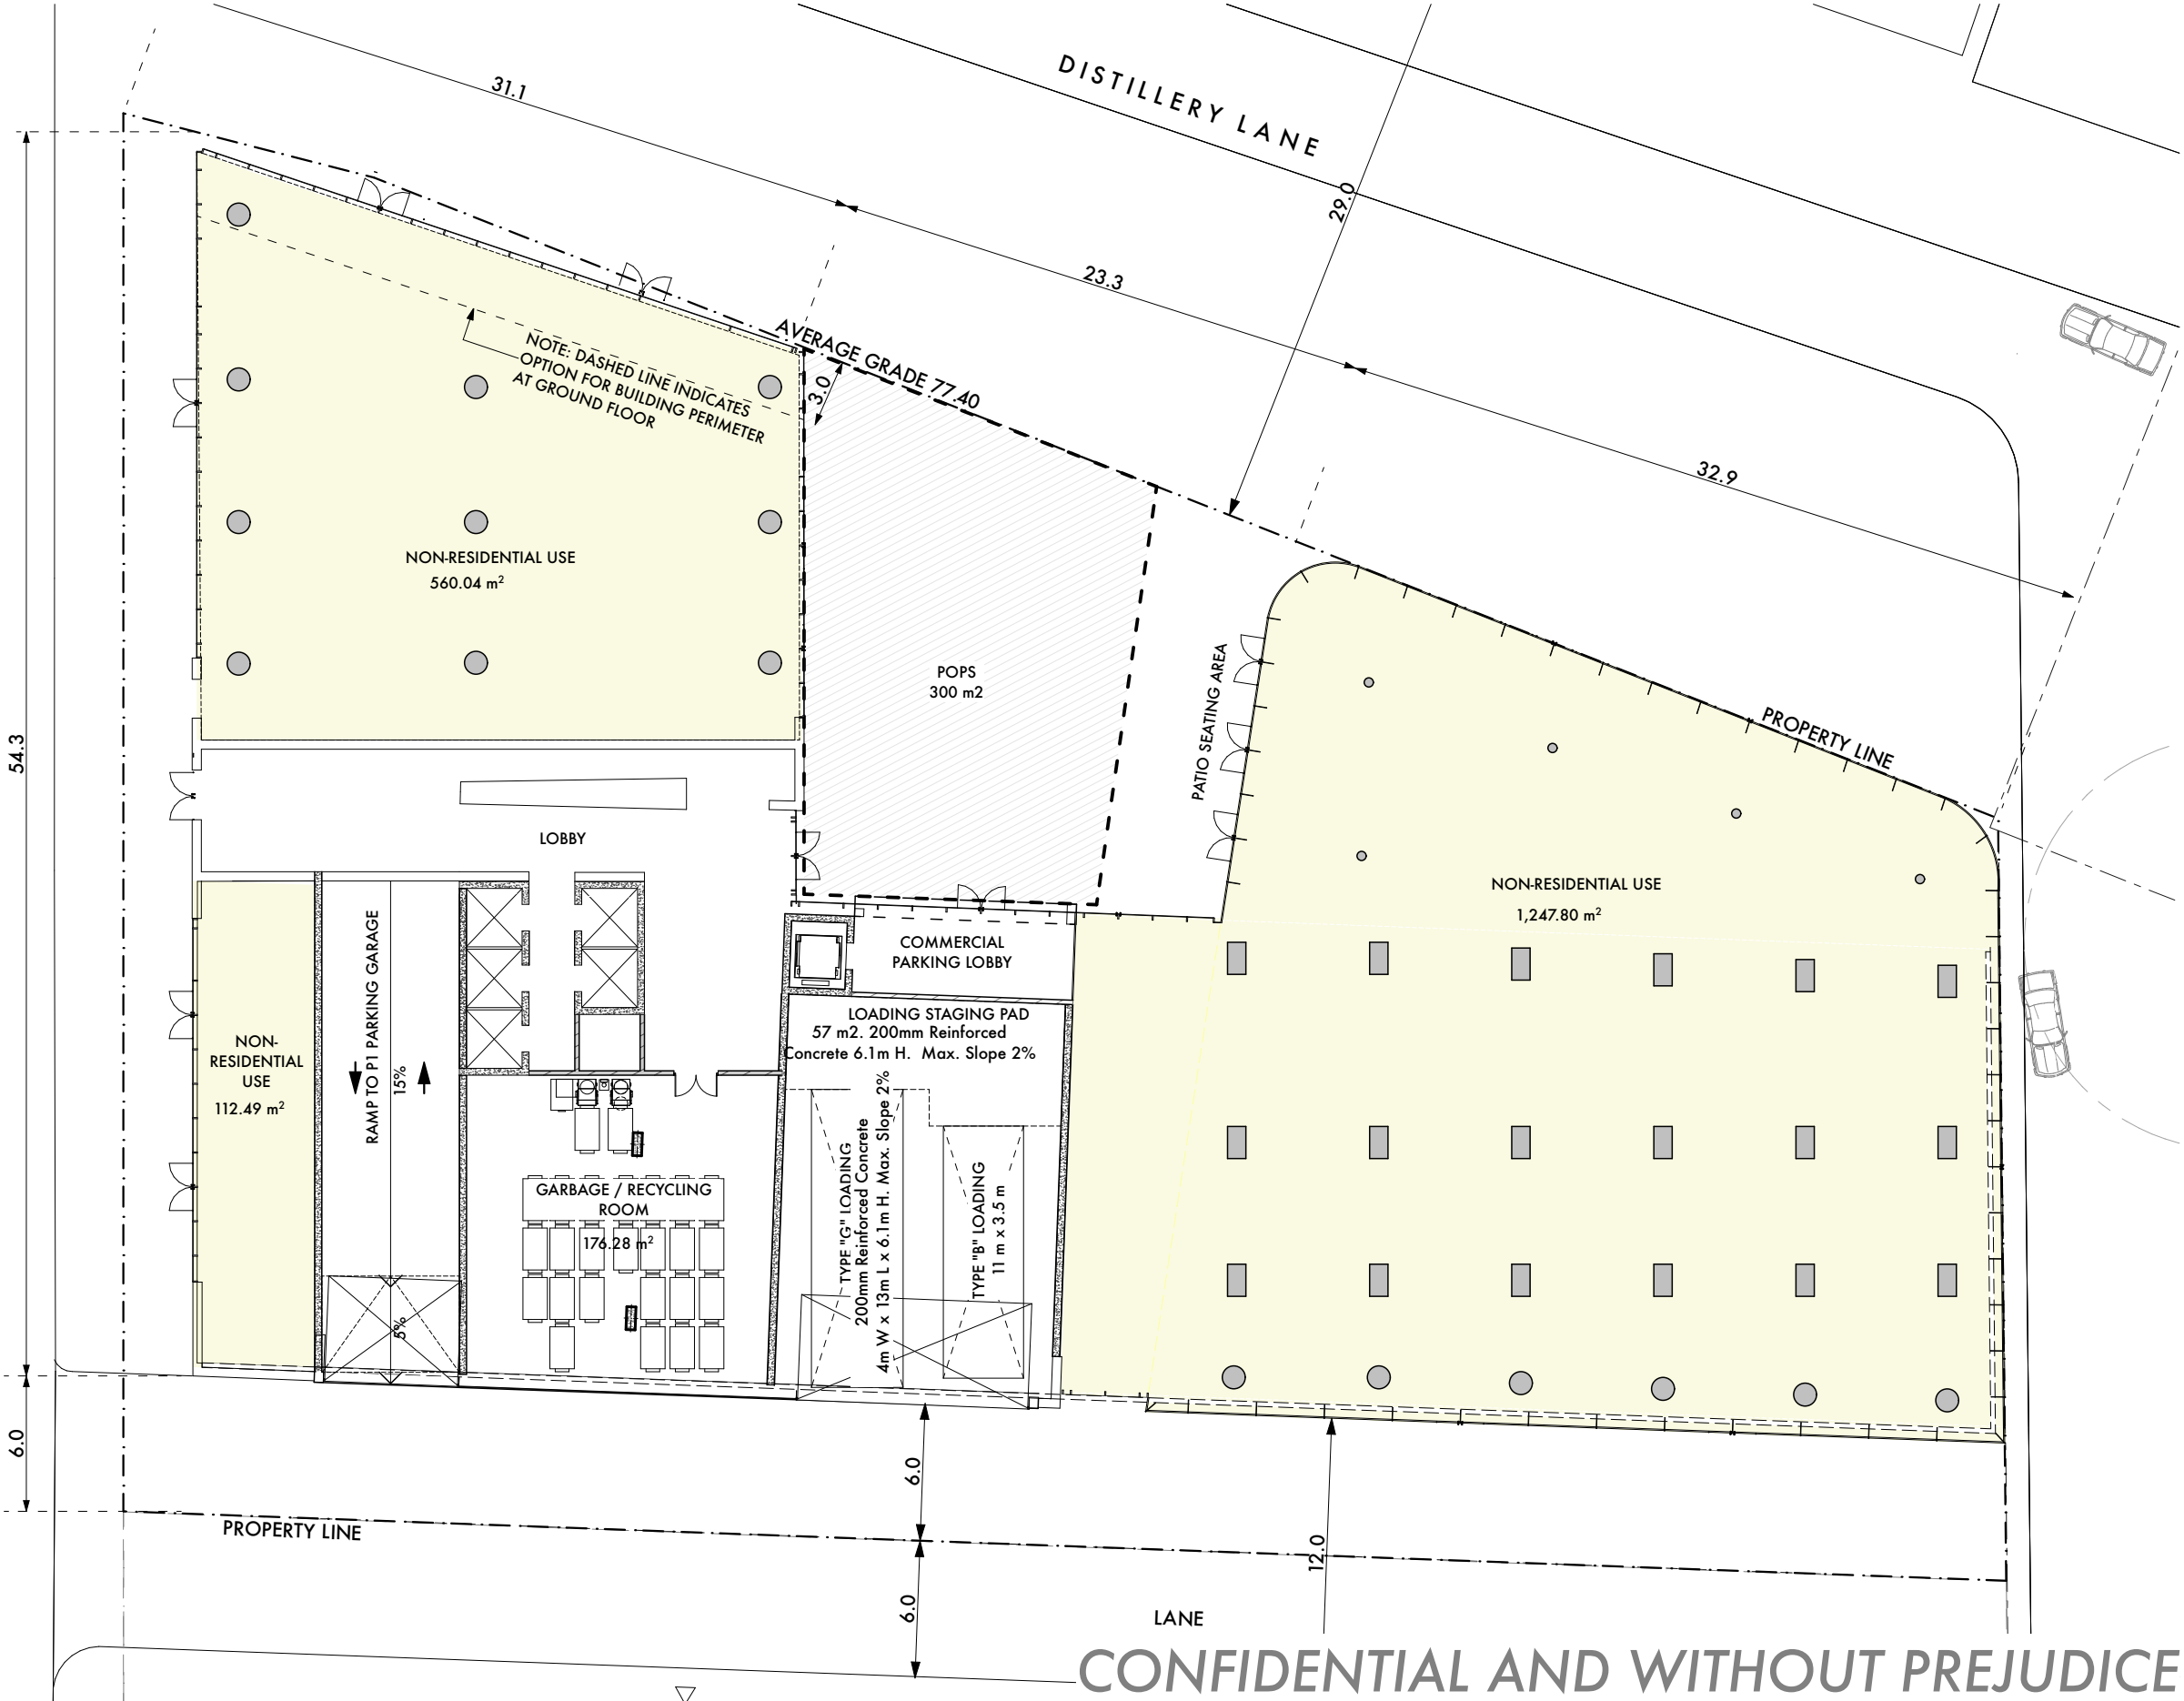 DISTILLERY LANE
31.1
29.0
23.3
32.9
AVERAGE GRADE 77.40
3.0
NOTE: DASHED LINE INDICATES
OPTION FOR BUILDING PERIMETER
AT GROUND FLOOR
NON-RESIDENTIAL USE
560.04 m²
POPS
300 m2
PATIO SEATING AREA
PROPERTY LINE
54.3
LOBBY
NON-RESIDENTIAL USE
1,247.80 m²
COMMERCIAL
PARKING LOBBY
RAMP TO P1 PARKING GARAGE
15%
5%
NON-
RESIDENTIAL
USE
112.49 m²
LOADING STAGING PAD
57 m2. 200mm Reinforced
Concrete 6.1m H. Max. Slope 2%
TYPE "G" LOADING
200mm Reinforced Concrete
4m W x 13m L x 6.1m H. Max. Slope 2%
TYPE "B" LOADING
11 m x 3.5 m
GARBAGE / RECYCLING
ROOM
176.28 m²
6.0
6.0
12.0
PROPERTY LINE
6.0
LANE
CONFIDENTIAL AND WITHOUT PREJUDICE